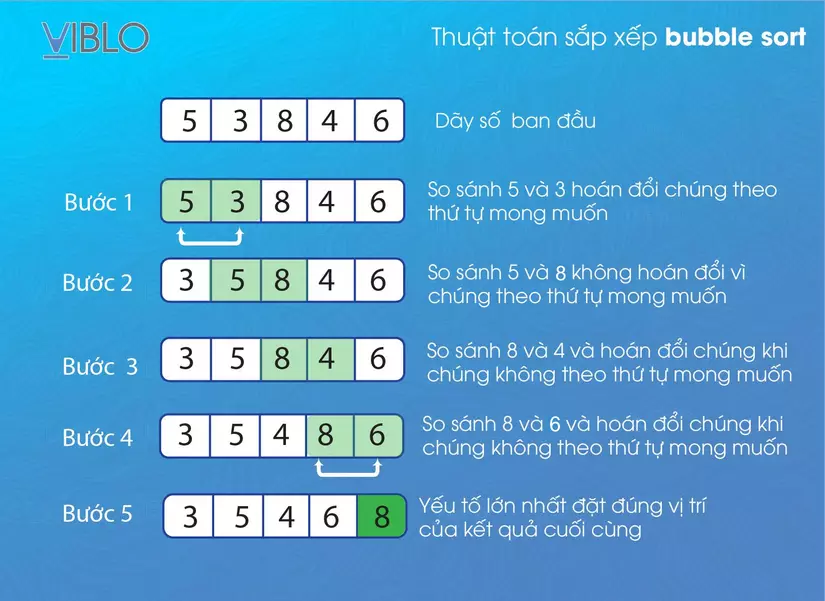 VIBLO
Thuật toán sắp xếp bubble sort
5 3 8 4 6
Dãy số ban đầu
Bước 1
5 3 8 4 6
So sánh 5 và 3 hoán đổi chúng theo
thứ tự mong muốn
Bước 2
3 5 8 4 6
So sánh 5 và 8 không hoán đổi vì
chúng theo thứ tự mong muốn
Bước 3
3 5 8 4 6
So sánh 8 và 4 và hoán đổi chúng khi
chúng không theo thứ tự mong muốn
Bước 4
3 5 4 8 6
So sánh 8 và 6 và hoán đổi chúng khi
chúng không theo thứ tự mong muốn
Bước 5
3 5 4 6 8
Yếu tố lớn nhất đặt đúng vị trí
của kết quả cuối cùng